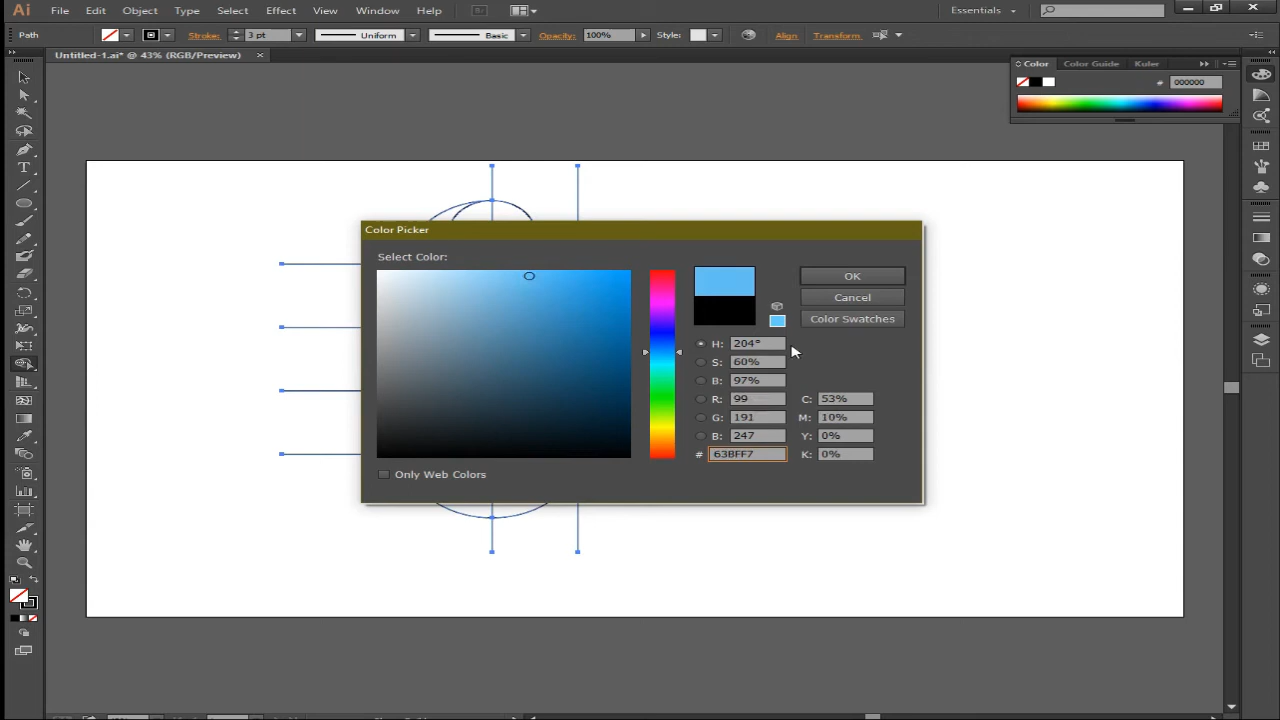 Ai File Edit Object Type Select Effect View Window Help Essentials
Path Stroke: 3 pt Uniform Basic Opacity: 100% Style: Align Transform
Untitled-1.ai* @ 43% (RGB/Preview) ×
Color Color Guide Kuler
# 000000
Color Picker
Select Color:
OK
Cancel
Color Swatches
H: 204°
S: 60%
B: 97%
R: 99 C: 53%
G: 191 M: 10%
B: 247 Y: 0%
# 63BFF7 K: 0%
Only Web Colors